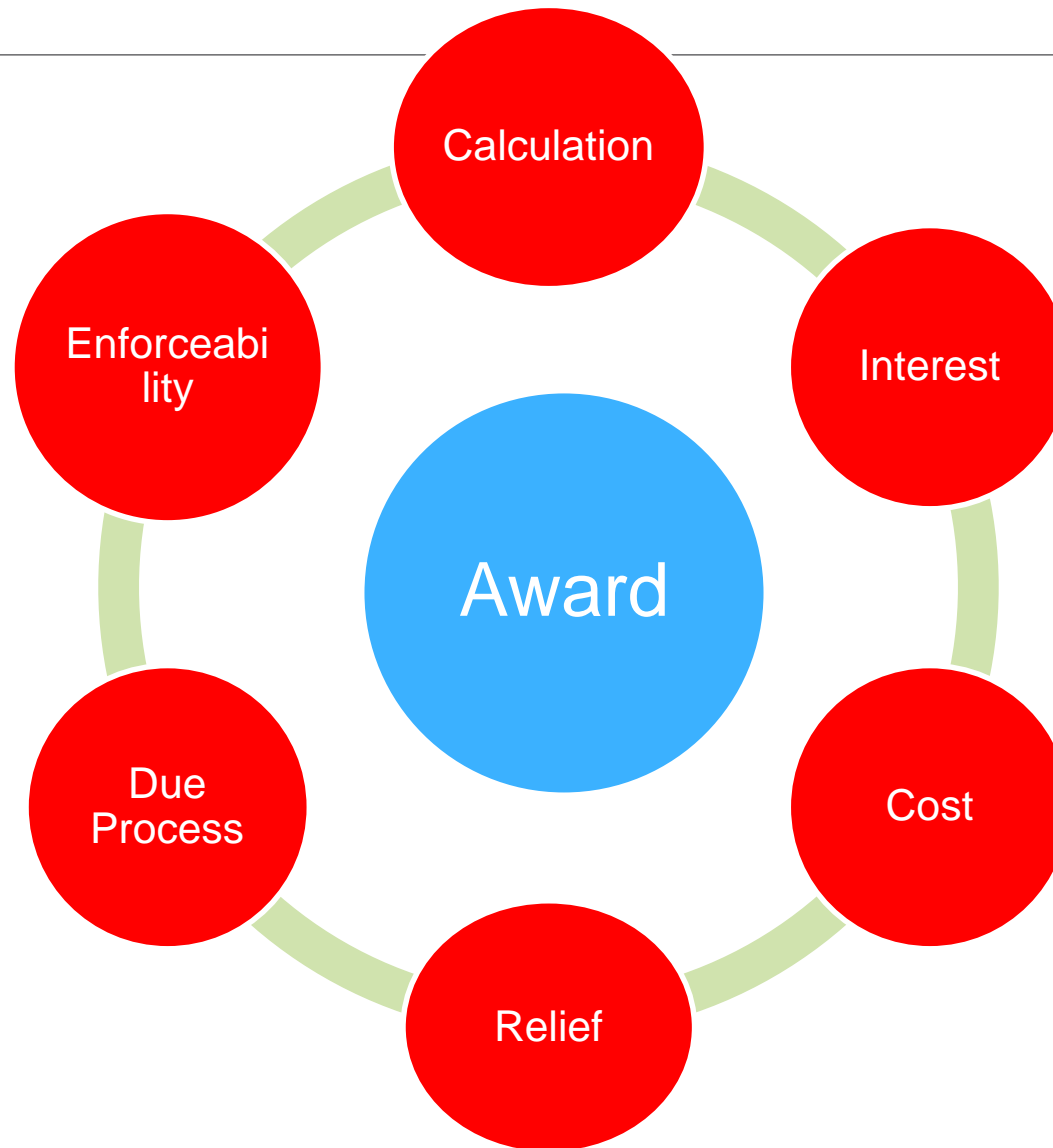 Calculation
Interest
Cost
Relief
Due
Process
Enforceabi
lity
Award